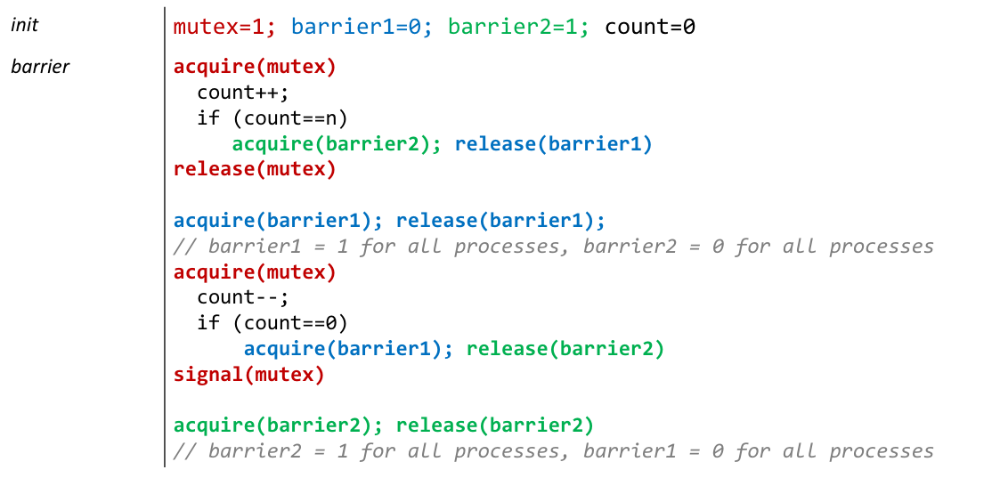 init mutex=1; barrier1=0; barrier2=1; count=0
barrier acquire(mutex)
count++;
if (count==n)
acquire(barrier2); release(barrier1)
release(mutex)
acquire(barrier1); release(barrier1);
// barrier1 = 1 for all processes, barrier2 = 0 for all processes
acquire(mutex)
count--;
if (count==0)
acquire(barrier1); release(barrier2)
signal(mutex)
acquire(barrier2); release(barrier2)
// barrier2 = 1 for all processes, barrier1 = 0 for all processes